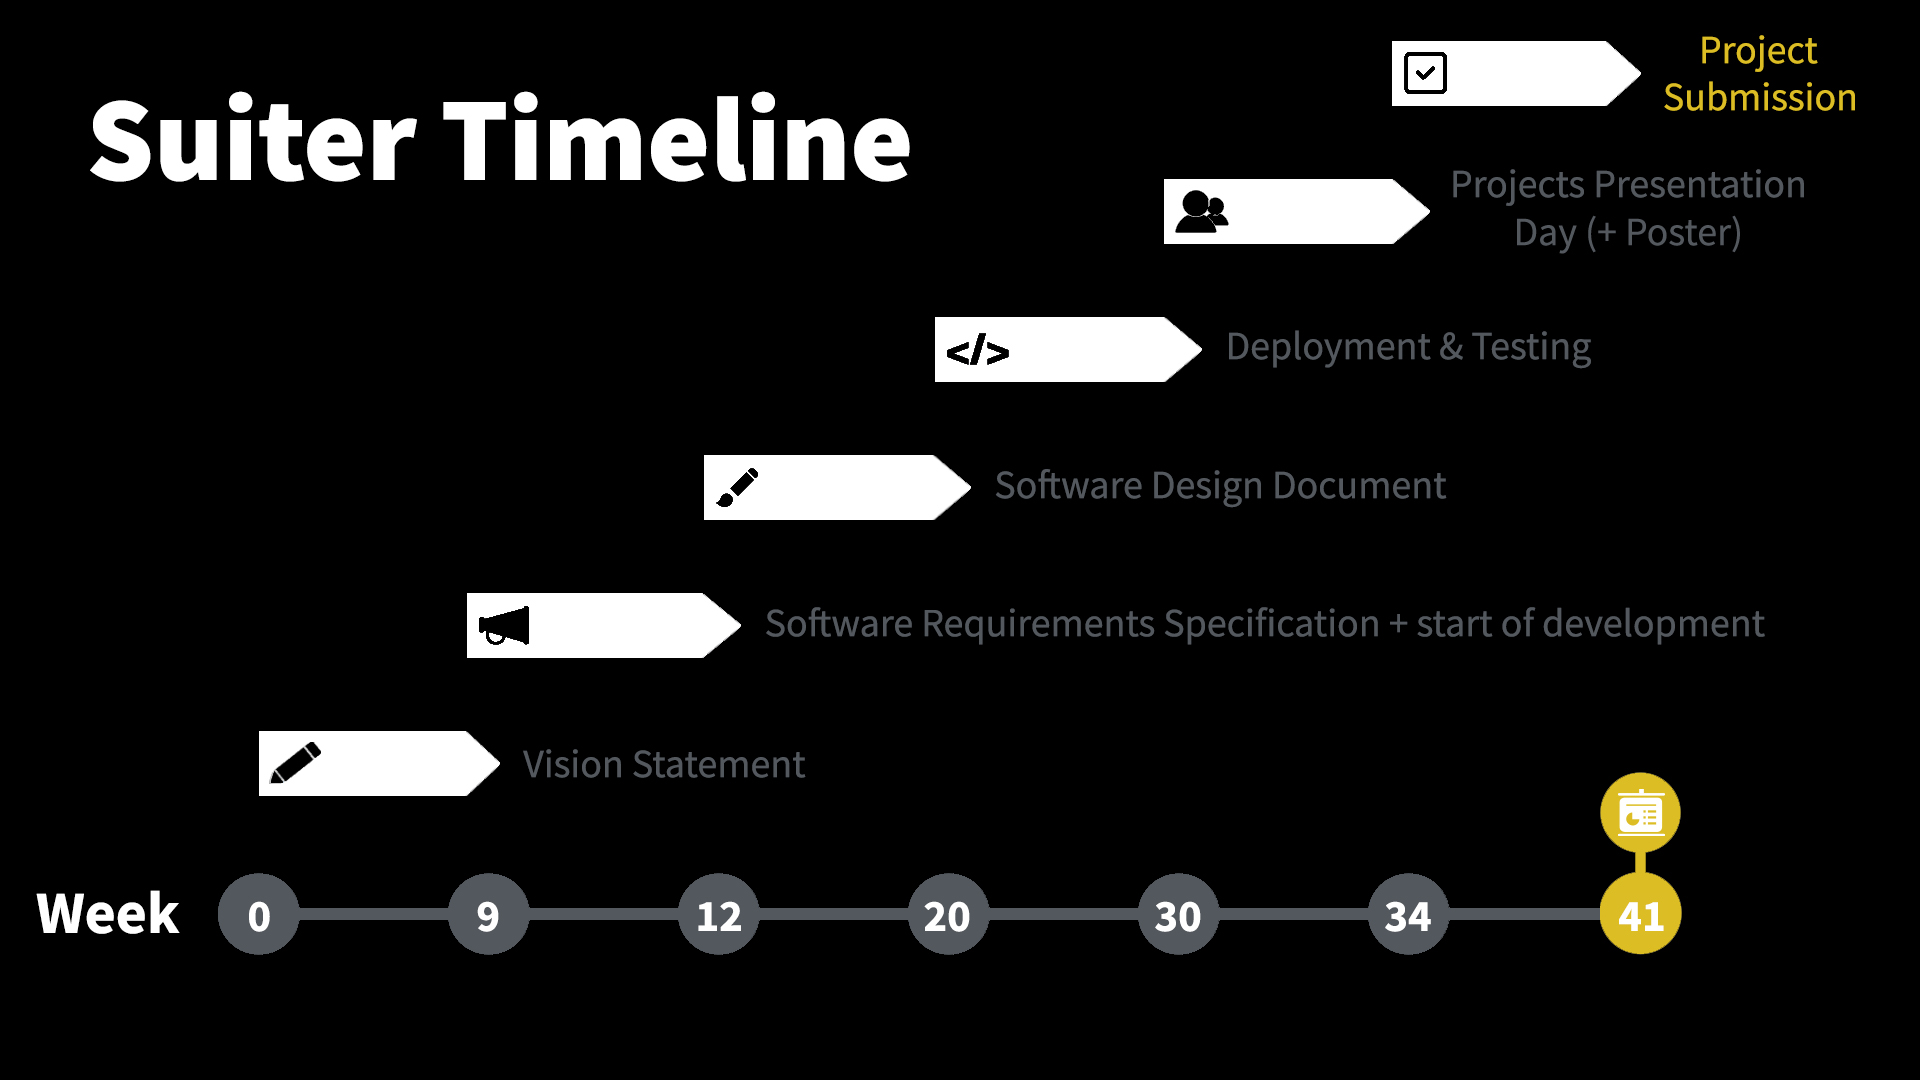 Suiter Timeline
Project
Submission
Projects Presentation
Day (+ Poster)
</>
Deployment & Testing
Software Design Document
Software Requirements Specification + start of development
Vision Statement
Week 0 9 12 20 30 34 41